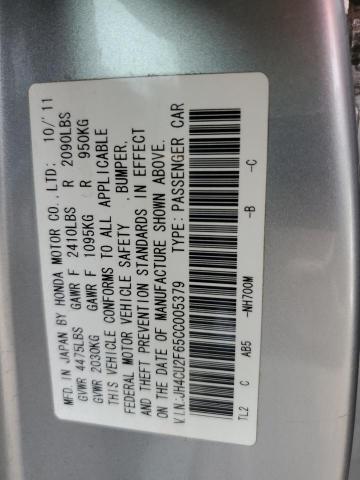 MFD. IN JAPAN BY HONDA MOTOR CO., LTD: 10/'11
GVWR 4475LBS GAWR F 2410LBS R 2090LBS
GVWR 2030KG GAWR F 1095KG R 950KG
THIS VEHICLE CONFORMS TO ALL APPLICABLE
FEDERAL MOTOR VEHICLE SAFETY , BUMPER,
AND THEFT PREVENTION STANDARDS IN EFFECT
ON THE DATE OF MANUFACTURE SHOWN ABOVE.
V.I.N.:JH4CU2F65CC005379 TYPE: PASSENGER CAR
TL2 C AB5 -NH700M -B -C